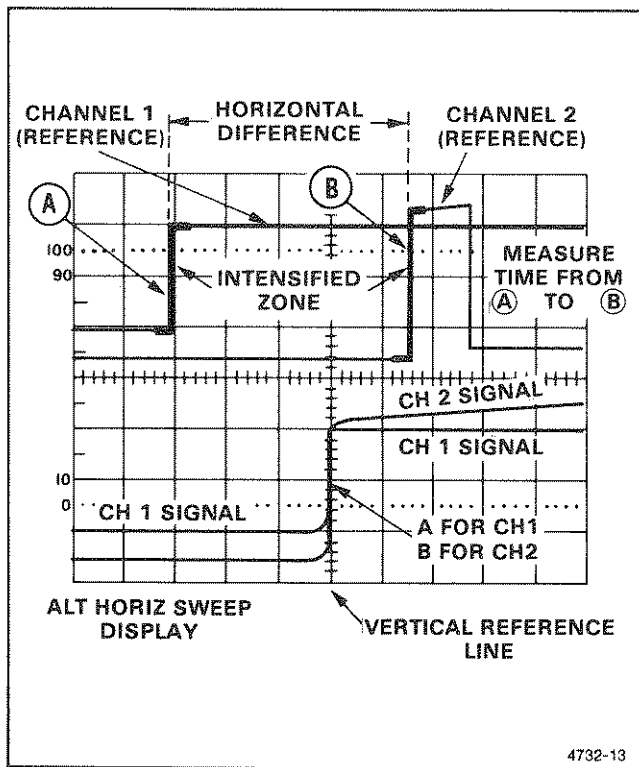 CHANNEL 1
(REFERENCE)
HORIZONTAL
DIFFERENCE
CHANNEL 2
(REFERENCE)
A
B
100
90
INTENSIFIED
ZONE
MEASURE
TIME FROM
A TO B
CH 2 SIGNAL
CH 1 SIGNAL
10
0
CH 1 SIGNAL
A FOR CH1
B FOR CH2
ALT HORIZ SWEEP
DISPLAY
VERTICAL REFERENCE
LINE
4732-13